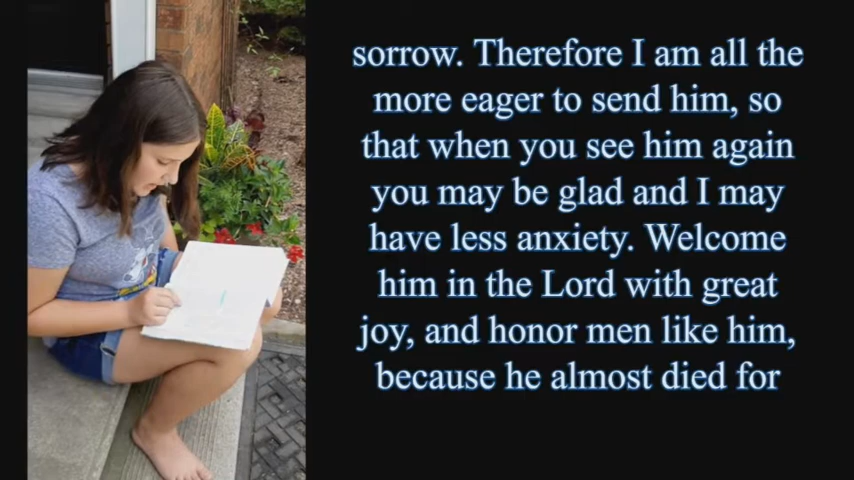 sorrow. Therefore I am all the
more eager to send him, so
that when you see him again
you may be glad and I may
have less anxiety. Welcome
him in the Lord with great
joy, and honor men like him,
because he almost died for